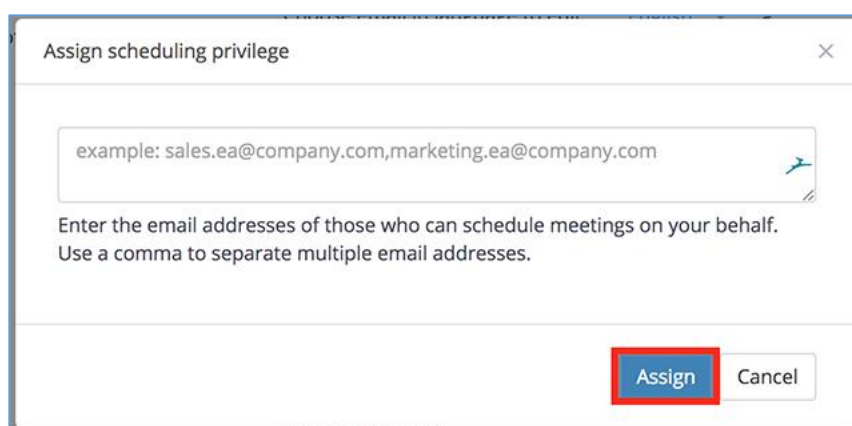 Assign scheduling privilege
example: sales.ea@company.com,marketing.ea@company.com
Enter the email addresses of those who can schedule meetings on your behalf.
Use a comma to separate multiple email addresses.
Assign
Cancel